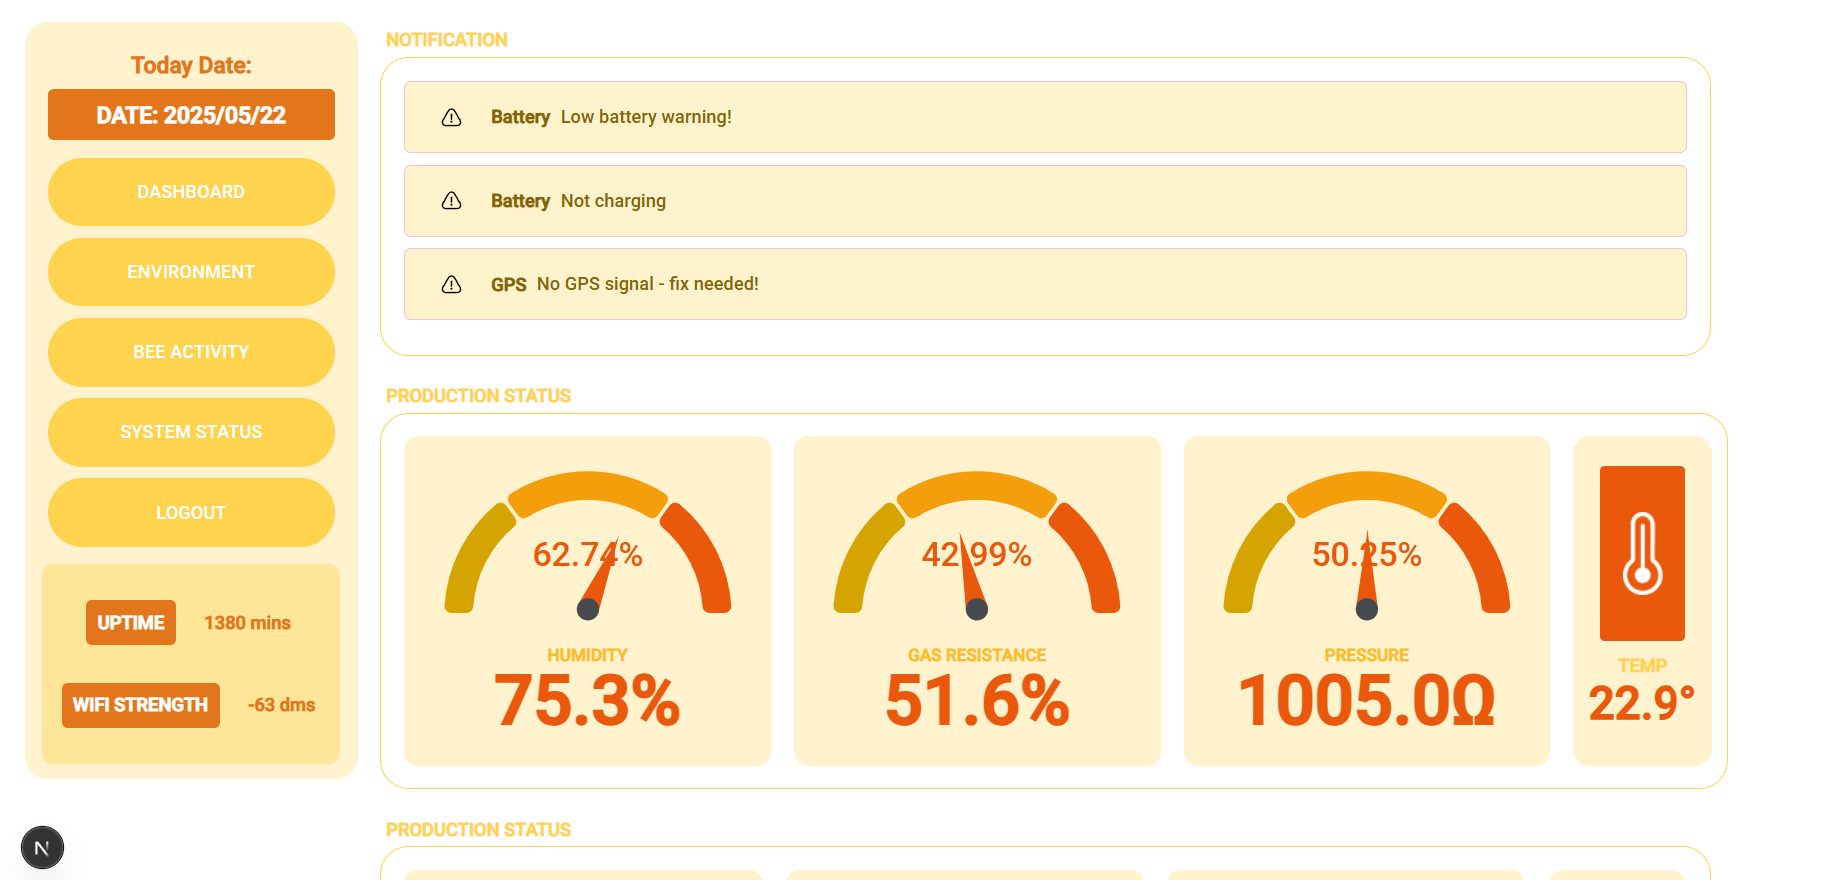 Today Date:
DATE: 2025/05/22
DASHBOARD
ENVIRONMENT
BEE ACTIVITY
SYSTEM STATUS
LOGOUT
UPTIME 1380 mins
WIFI STRENGTH -63 dms
N
NOTIFICATION
Battery Low battery warning!
Battery Not charging
GPS No GPS signal - fix needed!
PRODUCTION STATUS
62.74%
HUMIDITY
75.3%
42.99%
GAS RESISTANCE
51.6%
50.25%
PRESSURE
1005.0Ω
TEMP
22.9°
PRODUCTION STATUS